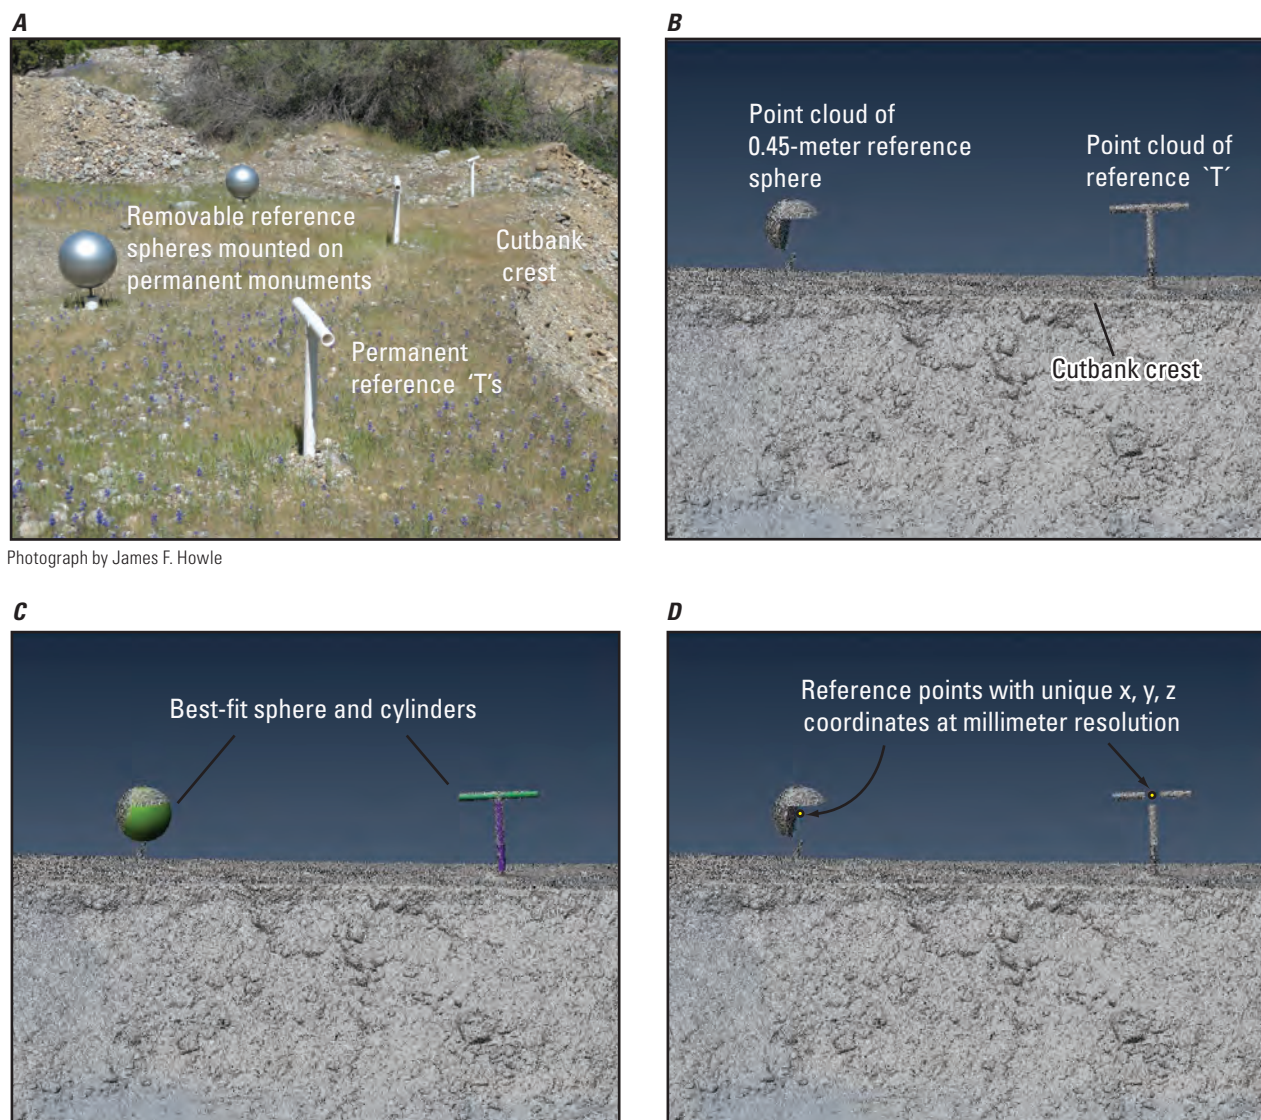 A
Removable reference
spheres mounted on
permanent monuments
Cutbank
crest
Permanent
reference ‘T’s
Photograph by James F. Howle
B
Point cloud of
0.45-meter reference
sphere
Point cloud of
reference `T´
Cutbank crest
C
Best-fit sphere and cylinders
D
Reference points with unique x, y, z
coordinates at millimeter resolution